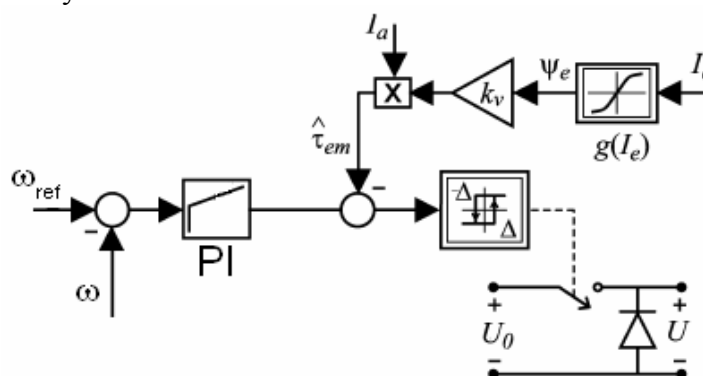 I_a
k_v
ψ_e
I
X
g(I_e)
τ̂_em
ω_ref
-
-Δ
Δ
-
PI
ω
+
U_0
-
+
U
-